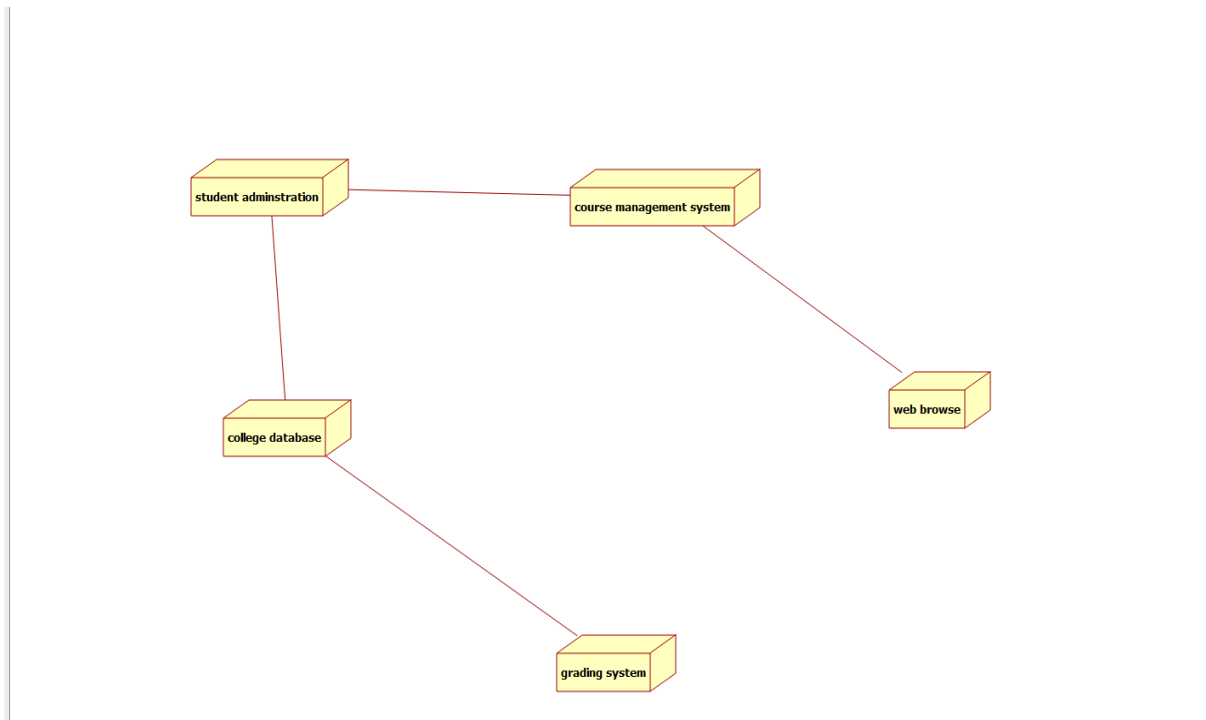 student adminstration
course management system
web browse
college database
grading system